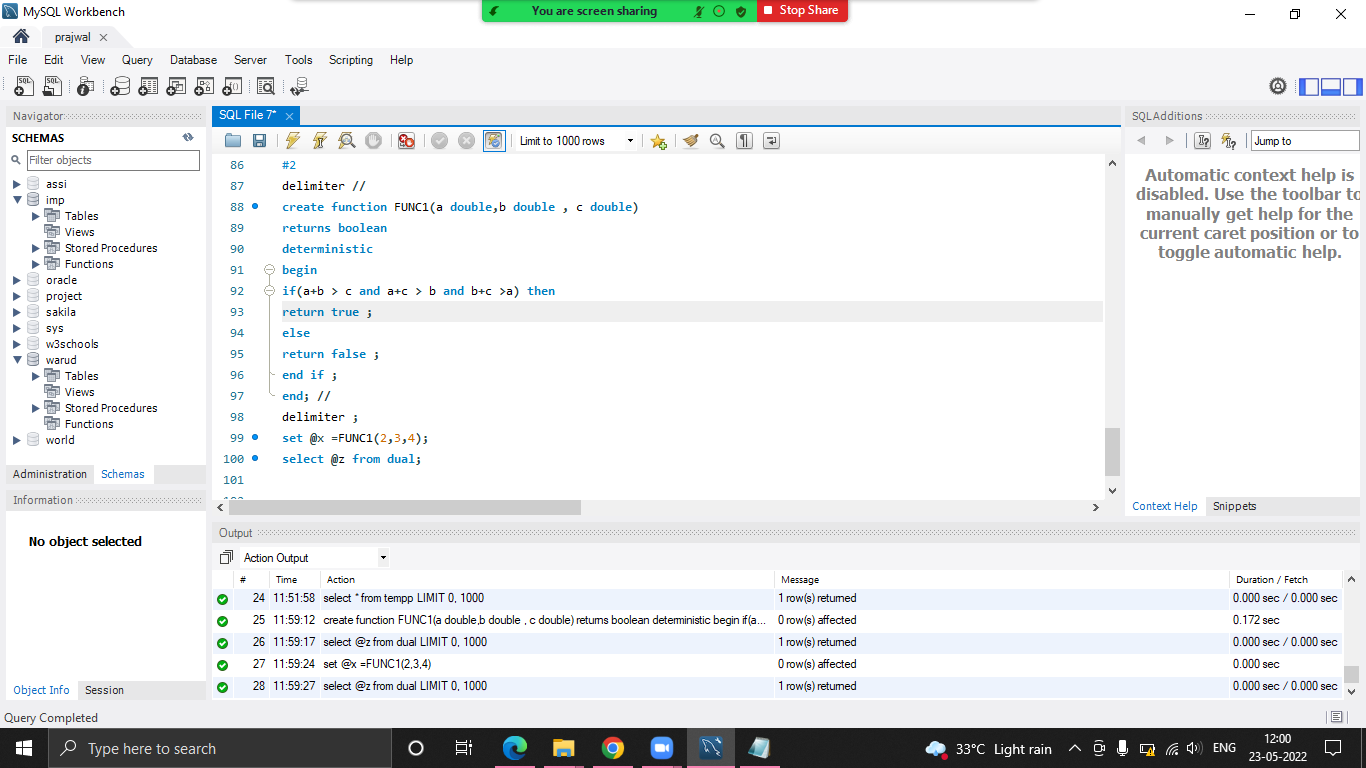 MySQL Workbench
You are screen sharing
Stop Share
prajwal
File Edit View Query Database Server Tools Scripting Help
Navigator
SCHEMAS
Filter objects
assi
imp
Tables
Views
Stored Procedures
Functions
oracle
project
sakila
sys
w3schools
warud
Tables
Views
Stored Procedures
Functions
world
Administration Schemas
Information
No object selected
Object Info Session
SQL File 7*
Limit to 1000 rows
86 #2
87 delimiter //
88 create function FUNC1(a double,b double , c double)
89 returns boolean
90 deterministic
91 begin
92 if(a+b > c and a+c > b and b+c >a) then
93 return true ;
94 else
95 return false ;
96 end if ;
97 end; //
98 delimiter ;
99 set @x =FUNC1(2,3,4);
100 select @z from dual;
101
SQLAdditions
Jump to
Automatic context help is
disabled. Use the toolbar to
manually get help for the
current caret position or to
toggle automatic help.
Context Help Snippets
Output
Action Output
# Time Action Message Duration / Fetch
24 11:51:58 select * from tempp LIMIT 0, 1000 1 row(s) returned 0.000 sec / 0.000 sec
25 11:59:12 create function FUNC1(a double,b double , c double) returns boolean deterministic begin if(a... 0 row(s) affected 0.172 sec
26 11:59:17 select @z from dual LIMIT 0, 1000 1 row(s) returned 0.000 sec / 0.000 sec
27 11:59:24 set @x =FUNC1(2,3,4) 0 row(s) affected 0.000 sec
28 11:59:27 select @z from dual LIMIT 0, 1000 1 row(s) returned 0.000 sec / 0.000 sec
Query Completed
Type here to search
33°C Light rain
ENG
12:00
23-05-2022